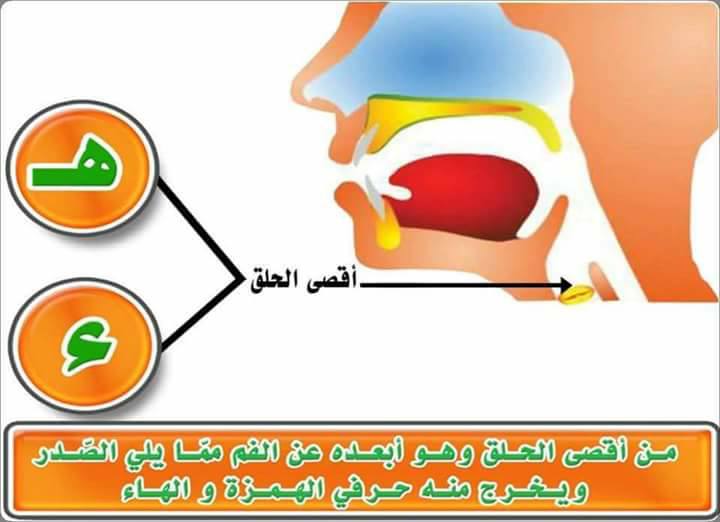 هـ
ء
أقصى الحلق
من أقصى الحلق وهو أبعده عن الفم ممّا يلي الصَّدر
ويخرج منه حرفي الهمزة و الهاء